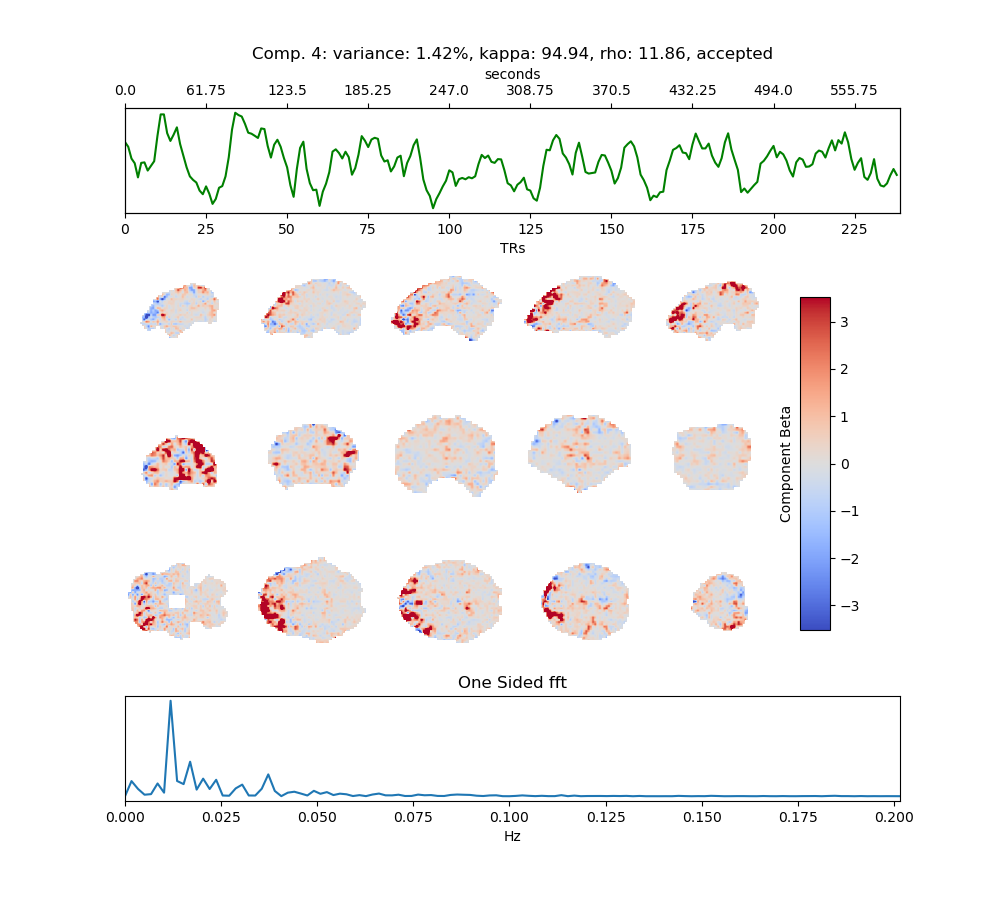 Comp. 4: variance: 1.42%, kappa: 94.94, rho: 11.86, accepted
seconds
0.0 61.75 123.5 185.25 247.0 308.75 370.5 432.25 494.0 555.75
0 25 50 75 100 125 150 175 200 225
TRs
3
2
1
0
−1
−2
−3
Component Beta
One Sided fft
0.000 0.025 0.050 0.075 0.100 0.125 0.150 0.175 0.200
Hz